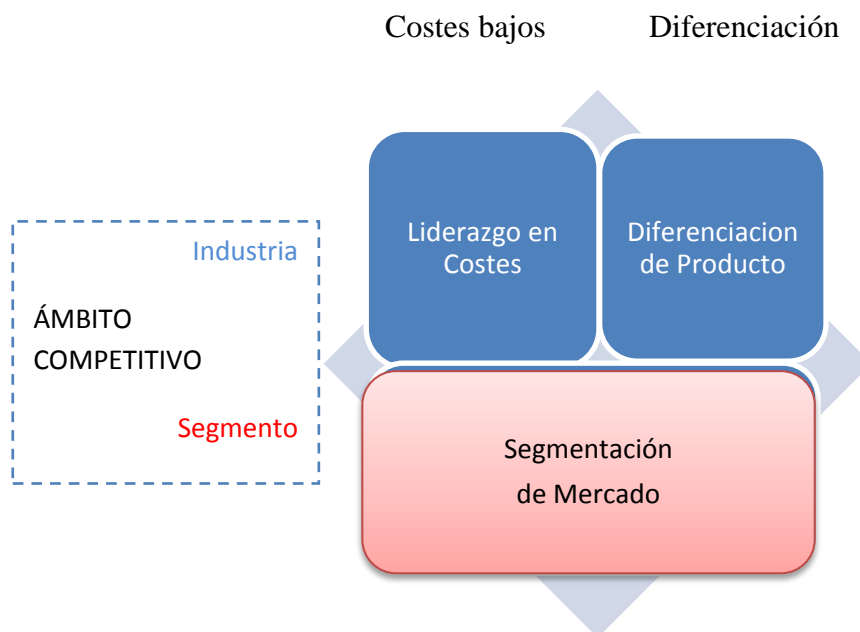 Costes bajos Diferenciación
Liderazgo en
Costes
Diferenciacion
de Producto
Industria
ÁMBITO
COMPETITIVO
Segmento
Segmentación
de Mercado